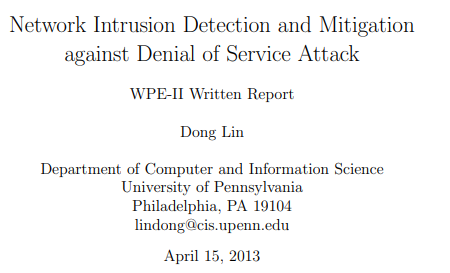 Network Intrusion Detection and Mitigation
against Denial of Service Attack
WPE-II Written Report
Dong Lin
Department of Computer and Information Science
University of Pennsylvania
Philadelphia, PA 19104
lindong@cis.upenn.edu
April 15, 2013